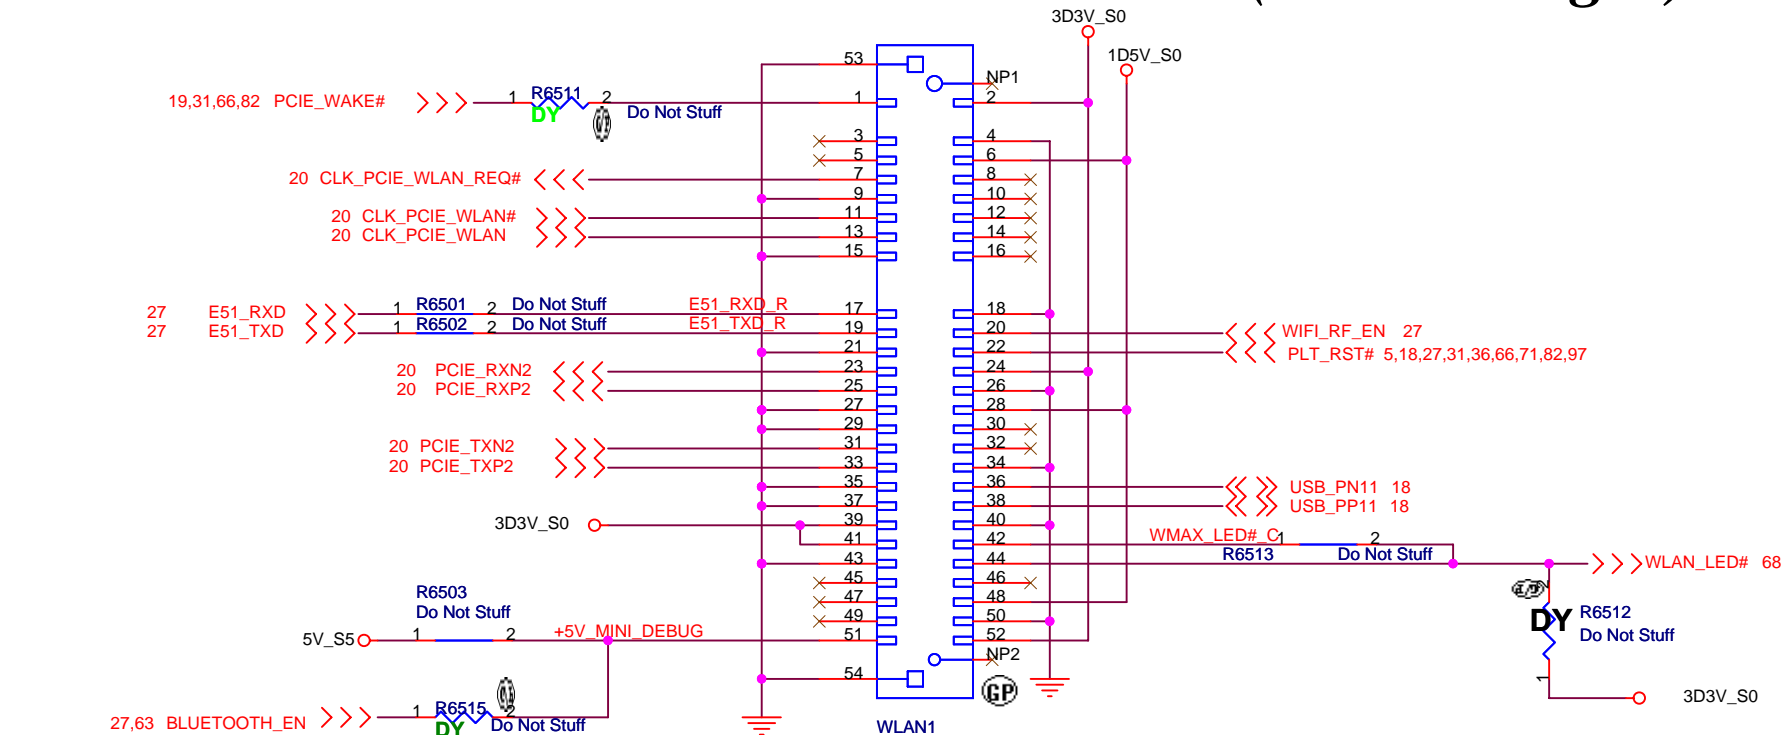 3D3V_S0
1D5V_S0
53
NP1
19,31,66,82 PCIE_WAKE# 1 R6511 2 Do Not Stuff 1 2
DY
3 4
5 6
20 CLK_PCIE_WLAN_REQ# 7 8
9 10
20 CLK_PCIE_WLAN# 11 12
20 CLK_PCIE_WLAN 13 14
15 16
27 E51_RXD 1 R6501 2 Do Not Stuff E51_RXD_R 17 18
27 E51_TXD 1 R6502 2 Do Not Stuff E51_TXD_R 19 20 WIFI_RF_EN 27
21 22 PLT_RST# 5,18,27,31,36,66,71,82,97
20 PCIE_RXN2 23 24
20 PCIE_RXP2 25 26
27 28
29 30
20 PCIE_TXN2 31 32
20 PCIE_TXP2 33 34
35 36 USB_PN11 18
37 38 USB_PP11 18
3D3V_S0 39 40
41 42 WMAX_LED#_C 1 2
R6513 Do Not Stuff
43 44 WLAN_LED# 68
45 46
R6503 47 48 2
Do Not Stuff 49 50 DY R6512
Do Not Stuff
5V_S5 1 2 +5V_MINI_DEBUG 51 52
NP2
54 1
GP
3D3V_S0
27,63 BLUETOOTH_EN 1 R6515 2 Do Not Stuff
DY
WLAN1